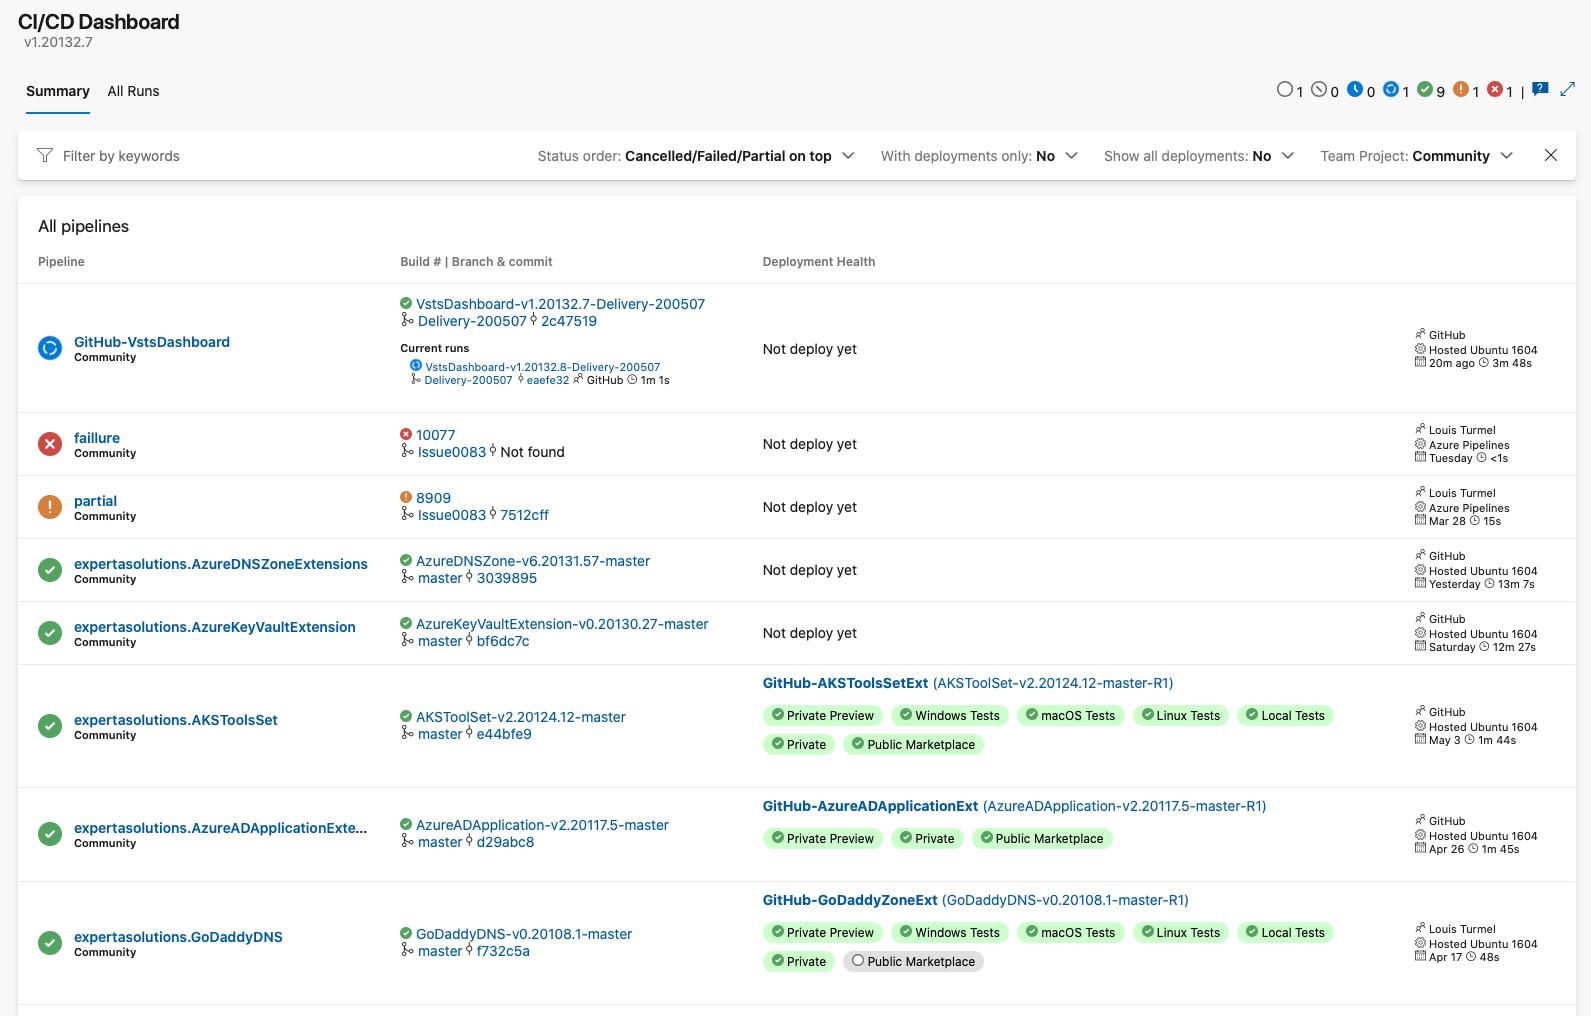 CI/CD Dashboard
v1.20132.7
Summary All Runs
1 0 0 1 9 1 1 | ?
Filter by keywords Status order: Cancelled/Failed/Partial on top With deployments only: No Show all deployments: No Team Project: Community
All pipelines
Pipeline Build # | Branch & commit Deployment Health
GitHub-VstsDashboard
Community
VstsDashboard-v1.20132.7-Delivery-200507
Delivery-200507 2c47519
Current runs
VstsDashboard-v1.20132.8-Delivery-200507
Delivery-200507 eaefe32 GitHub 1m 1s
Not deploy yet
GitHub
Hosted Ubuntu 1604
20m ago 3m 48s
faillure
Community
10077
Issue0083 Not found
Not deploy yet
Louis Turmel
Azure Pipelines
Tuesday <1s
partial
Community
8909
Issue0083 7512cff
Not deploy yet
Louis Turmel
Azure Pipelines
Mar 28 15s
expertasolutions.AzureDNSZoneExtensions
Community
AzureDNSZone-v6.20131.57-master
master 3039895
Not deploy yet
GitHub
Hosted Ubuntu 1604
Yesterday 13m 7s
expertasolutions.AzureKeyVaultExtension
Community
AzureKeyVaultExtension-v0.20130.27-master
master bf6dc7c
Not deploy yet
GitHub
Hosted Ubuntu 1604
Saturday 12m 27s
expertasolutions.AKSToolsSet
Community
AKSToolSet-v2.20124.12-master
master e44bfe9
GitHub-AKSToolsSetExt (AKSToolSet-v2.20124.12-master-R1)
Private Preview Windows Tests macOS Tests Linux Tests Local Tests
Private Public Marketplace
GitHub
Hosted Ubuntu 1604
May 3 1m 44s
expertasolutions.AzureADApplicationExte...
Community
AzureADApplication-v2.20117.5-master
master d29abc8
GitHub-AzureADApplicationExt (AzureADApplication-v2.20117.5-master-R1)
Private Preview Private Public Marketplace
GitHub
Hosted Ubuntu 1604
Apr 26 1m 45s
expertasolutions.GoDaddyDNS
Community
GoDaddyDNS-v0.20108.1-master
master f732c5a
GitHub-GoDaddyZoneExt (GoDaddyDNS-v0.20108.1-master-R1)
Private Preview Windows Tests macOS Tests Linux Tests Local Tests
Private Public Marketplace
Louis Turmel
Hosted Ubuntu 1604
Apr 17 48s